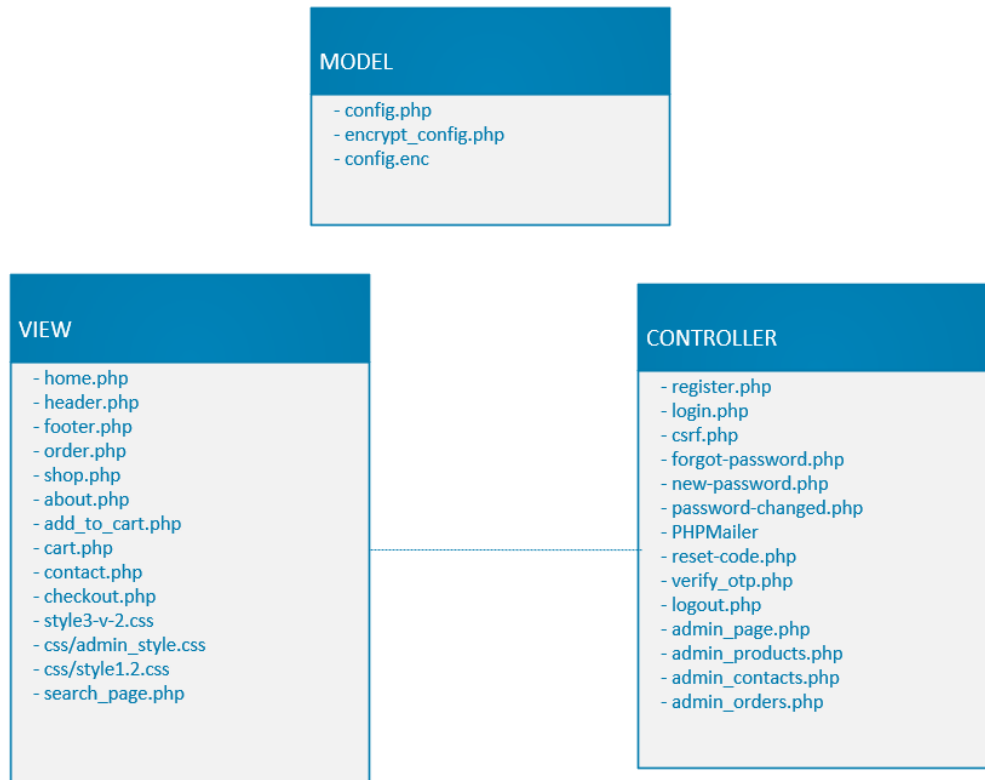 MODEL
- config.php
- encrypt_config.php
- config.enc
VIEW
- home.php
- header.php
- footer.php
- order.php
- shop.php
- about.php
- add_to_cart.php
- cart.php
- contact.php
- checkout.php
- style3-v-2.css
- css/admin_style.css
- css/style1.2.css
- search_page.php
CONTROLLER
- register.php
- login.php
- csrf.php
- forgot-password.php
- new-password.php
- password-changed.php
- PHPMailer
- reset-code.php
- verify_otp.php
- logout.php
- admin_page.php
- admin_products.php
- admin_contacts.php
- admin_orders.php